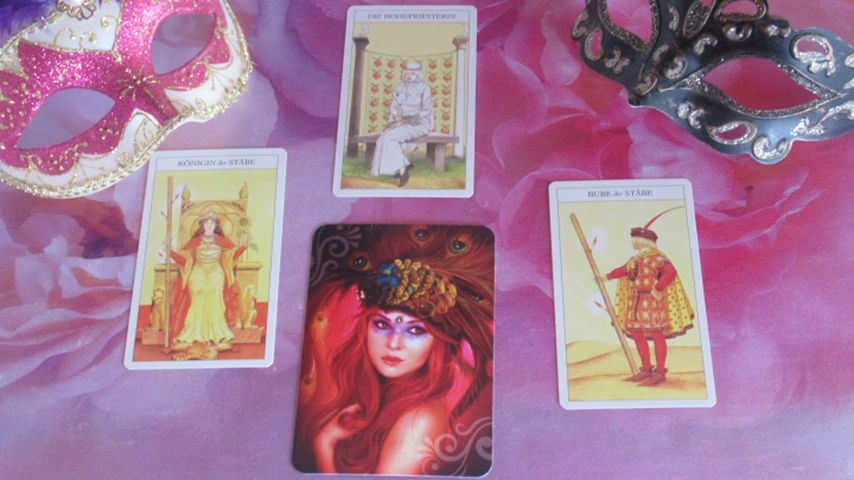 DIE HOHEPRIESTERIN
KÖNIGIN der STÄBE
BUBE der STÄBE